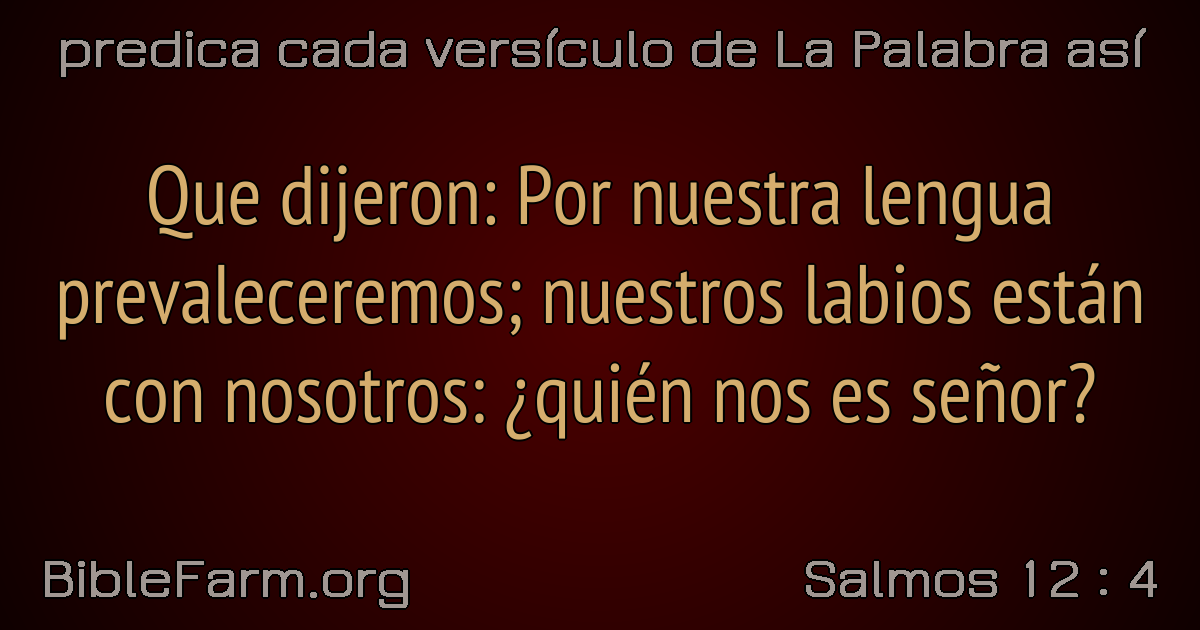 predica cada versículo de La Palabra así
Que dijeron: Por nuestra lengua
prevaleceremos; nuestros labios están
con nosotros: ¿quién nos es señor?
BibleFarm.org
Salmos 12 : 4